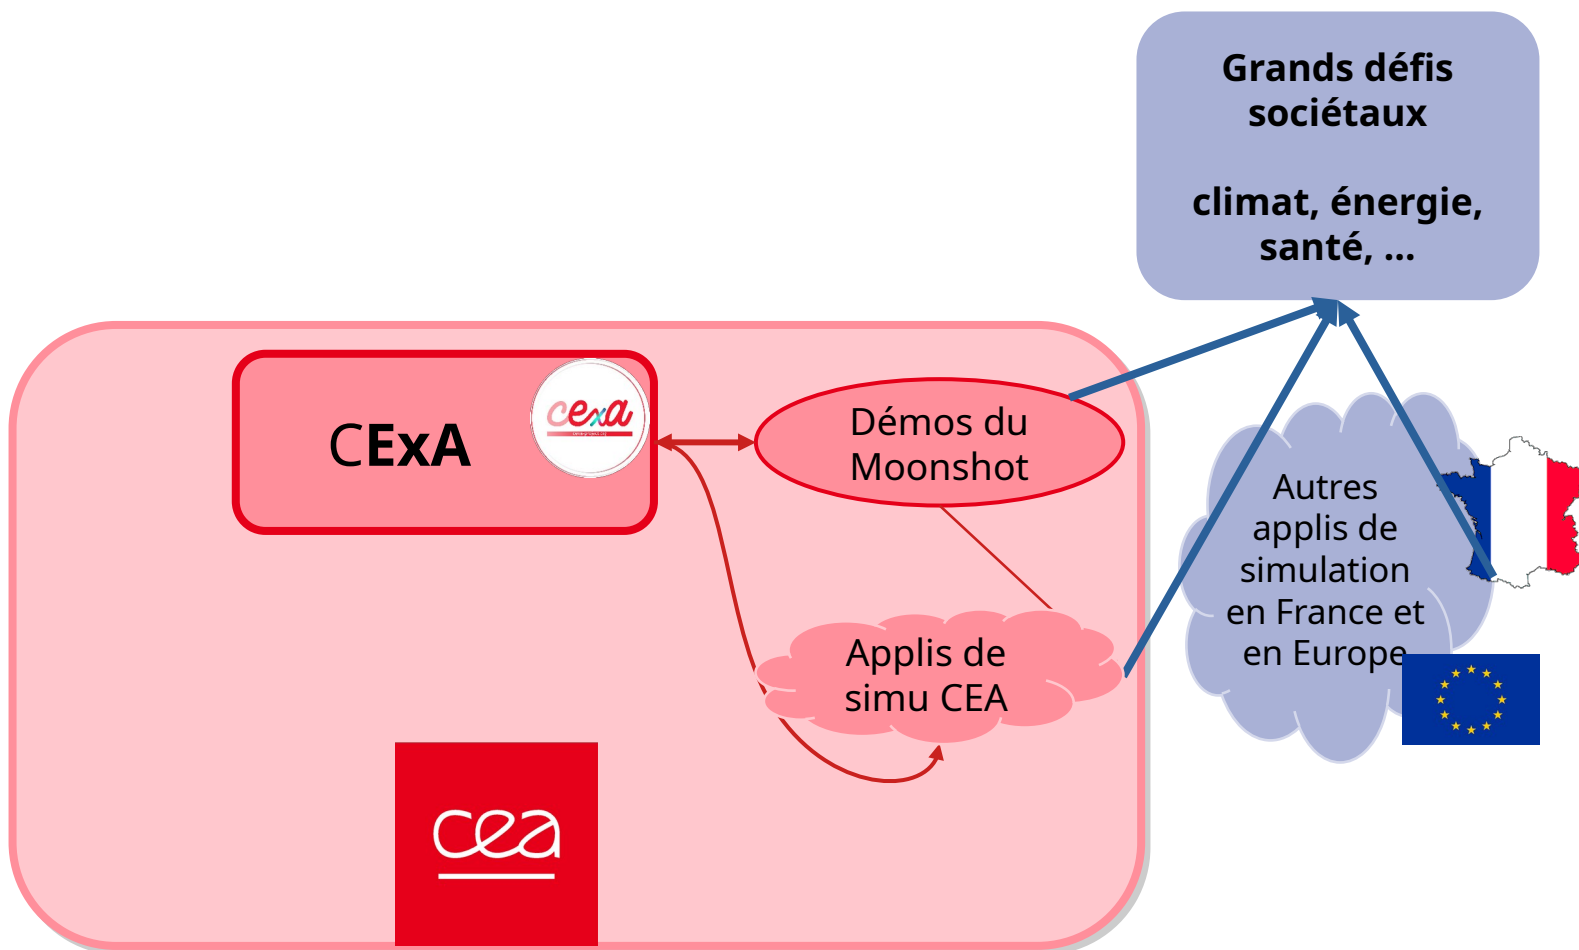 Grands défis
sociétaux
climat, énergie,
santé, ...
CExA
cexa
Démos du
Moonshot
Autres
applis de
simulation
en France et
en Europe
Applis de
simu CEA
cea